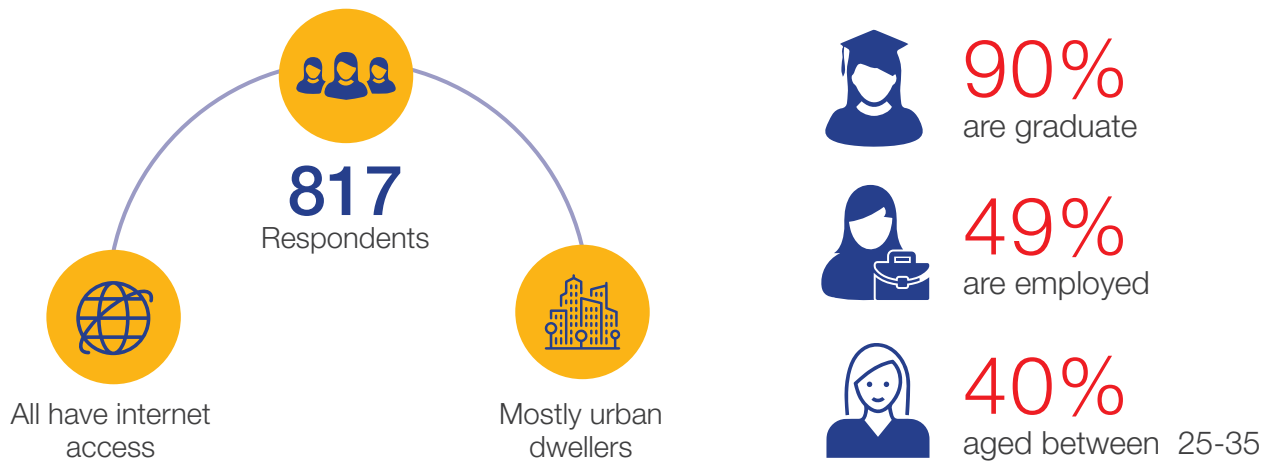 817
Respondents
All have internet
access
Mostly urban
dwellers
90%
are graduate
49%
are employed
40%
aged between 25-35